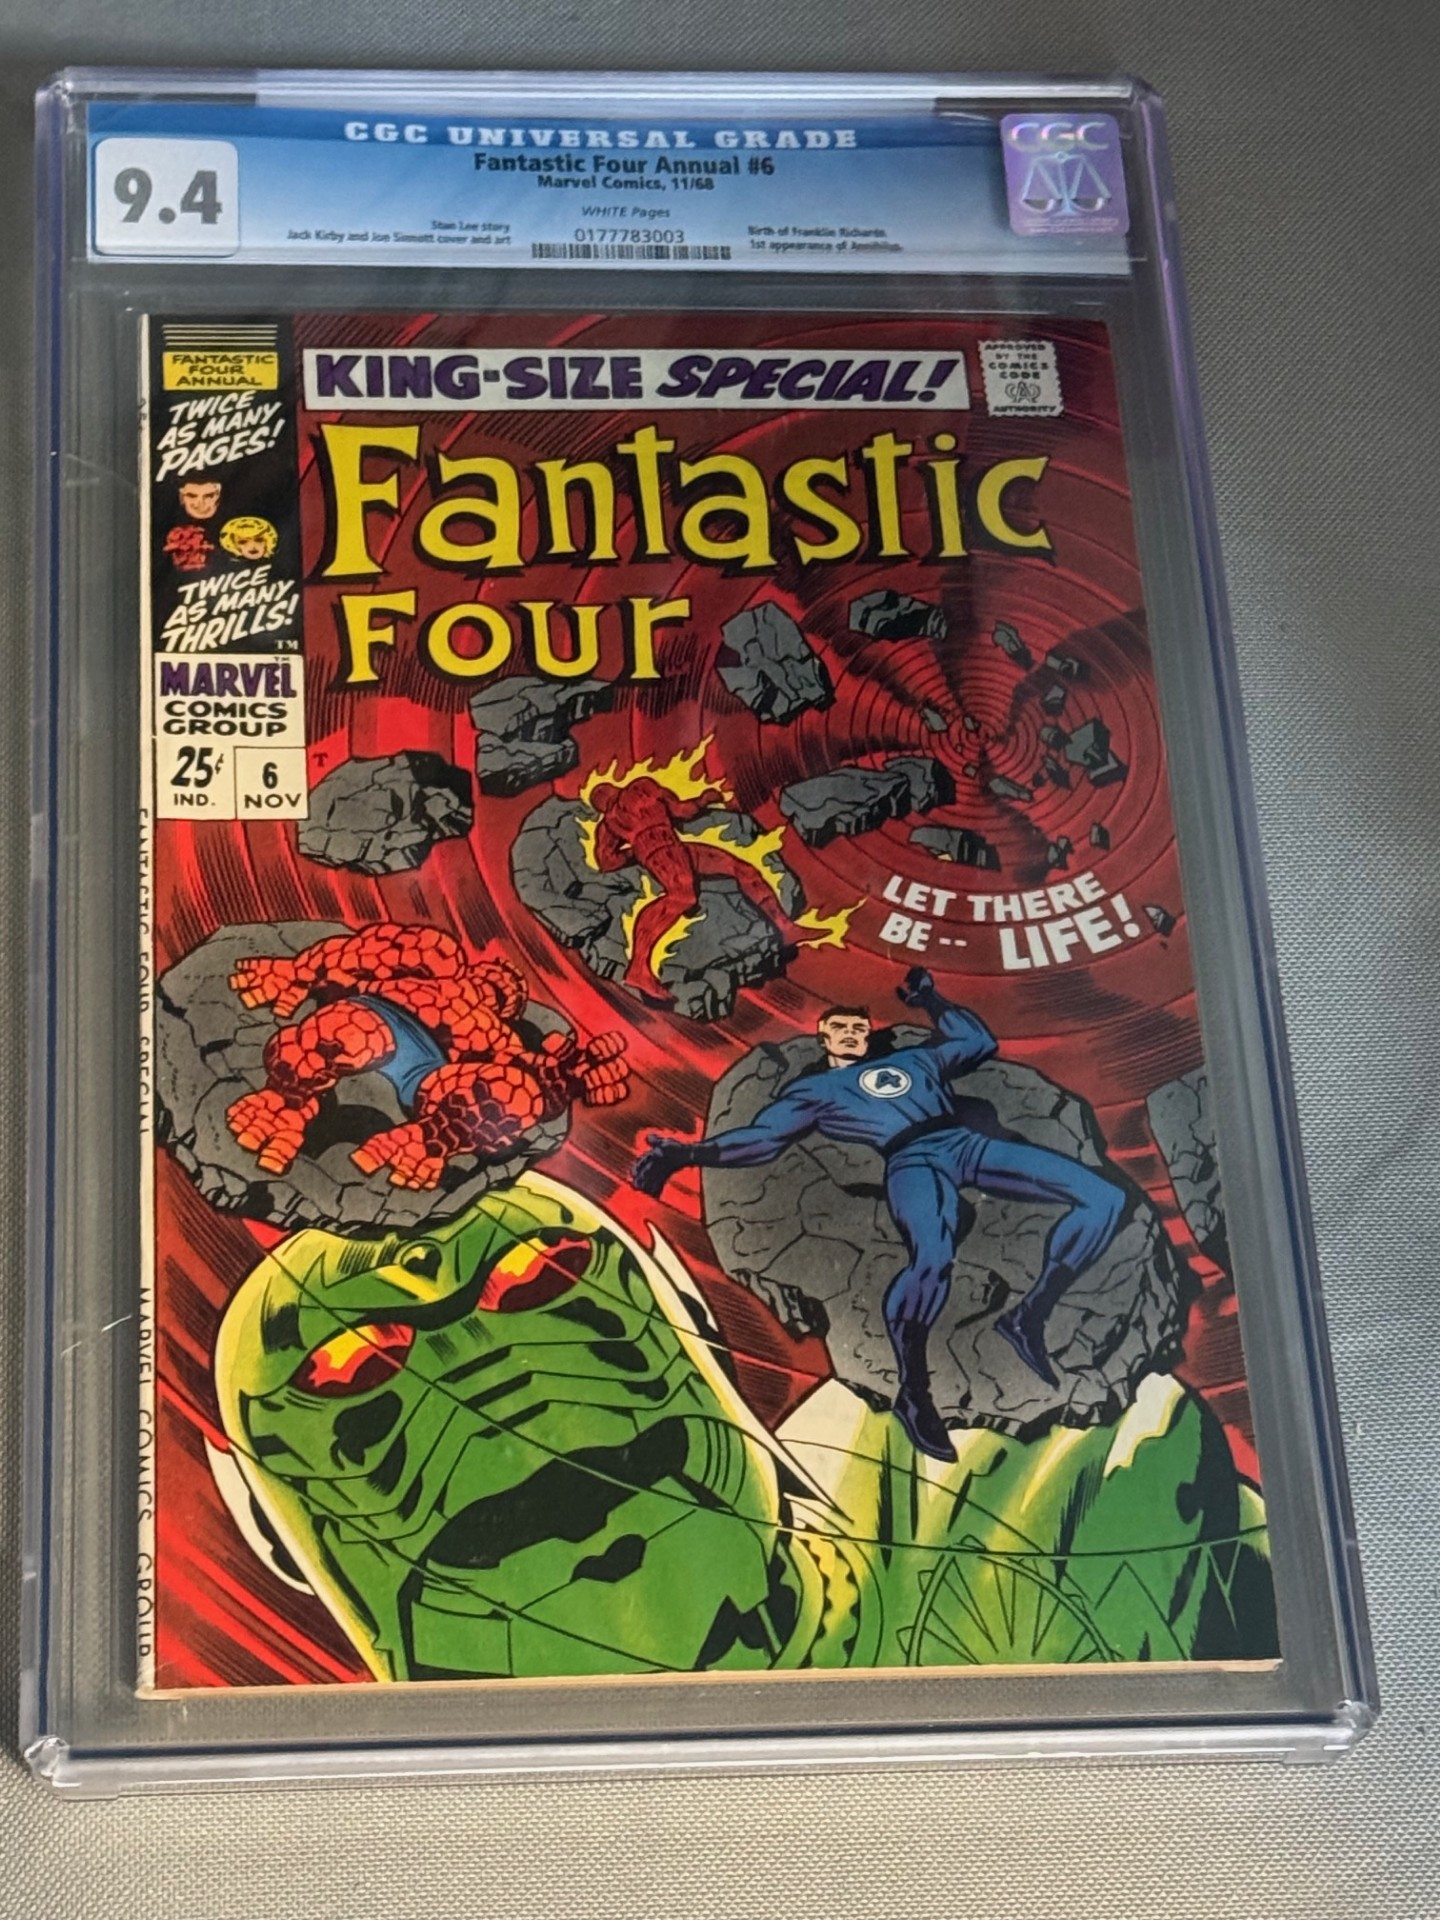 CGC UNIVERSAL GRADE
9.4
Fantastic Four Annual #6
Marvel Comics, 11/68
WHITE Pages
Stan Lee story
Jack Kirby and Joe Sinnott cover and art
0177783003
Birth of Franklin Richards.
1st appearance of Annihilus.
CGC
FANTASTIC
FOUR
ANNUAL
TWICE
AS MANY
PAGES!
TWICE
AS MANY
THRILLS!
TM
MARVEL
TM
COMICS
GROUP
25¢
IND.
6
NOV
T
KING-SIZE SPECIAL!
APPROVED
BY THE
COMICS
CODE
CA
AUTHORITY
Fantastic
Four
LET THERE
BE -- LIFE!
4
FANTASTIC FOUR SPECIAL MARVEL COMICS GROUP